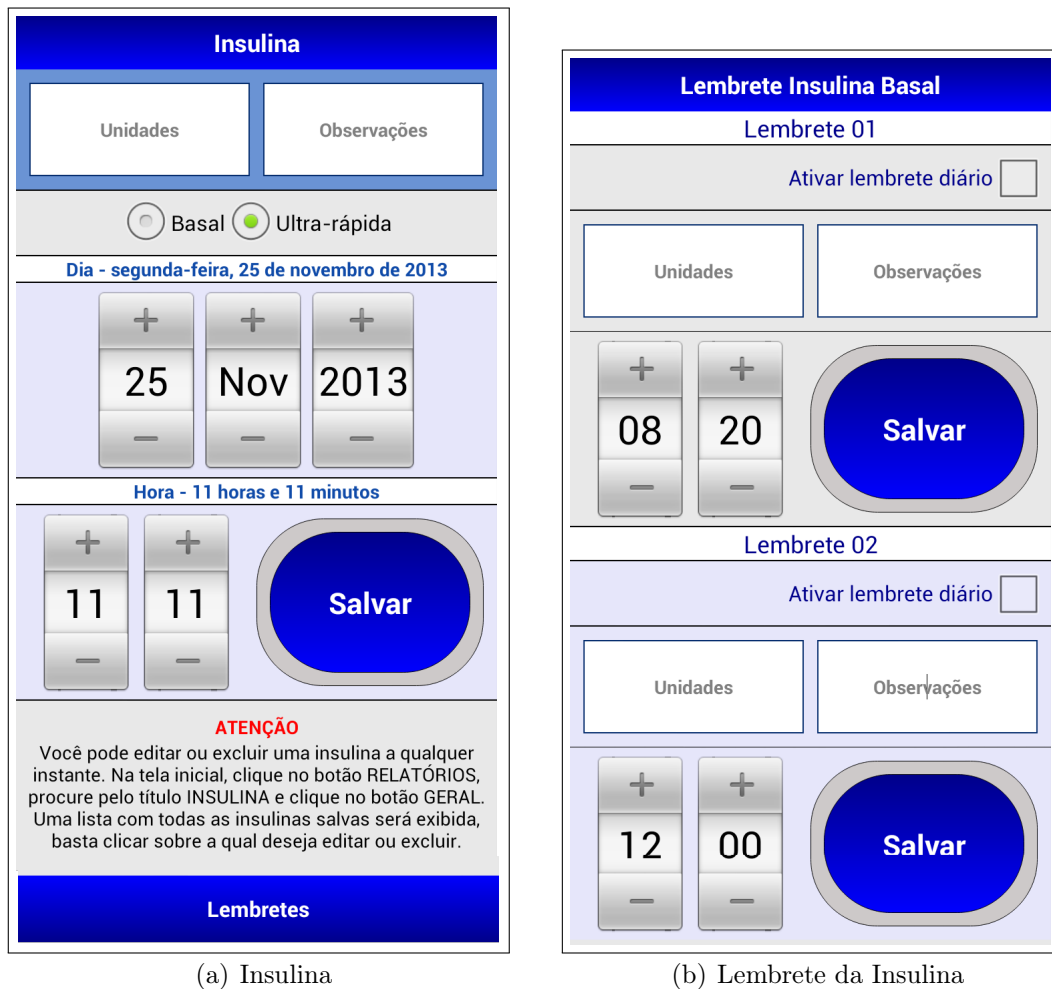 Insulina
Unidades
Observações
Basal
Ultra-rápida
Dia - segunda-feira, 25 de novembro de 2013
+ + +
25 Nov 2013
— — —
Hora - 11 horas e 11 minutos
+ +
11 11
— —
Salvar
ATENÇÃO
Você pode editar ou excluir uma insulina a qualquer
instante. Na tela inicial, clique no botão RELATÓRIOS,
procure pelo título INSULINA e clique no botão GERAL.
Uma lista com todas as insulinas salvas será exibida,
basta clicar sobre a qual deseja editar ou excluir.
Lembretes
(a) Insulina
Lembrete Insulina Basal
Lembrete 01
Ativar lembrete diário
Unidades
Observações
+ +
08 20
— —
Salvar
Lembrete 02
Ativar lembrete diário
Unidades
Observações
+ +
12 00
— —
Salvar
(b) Lembrete da Insulina